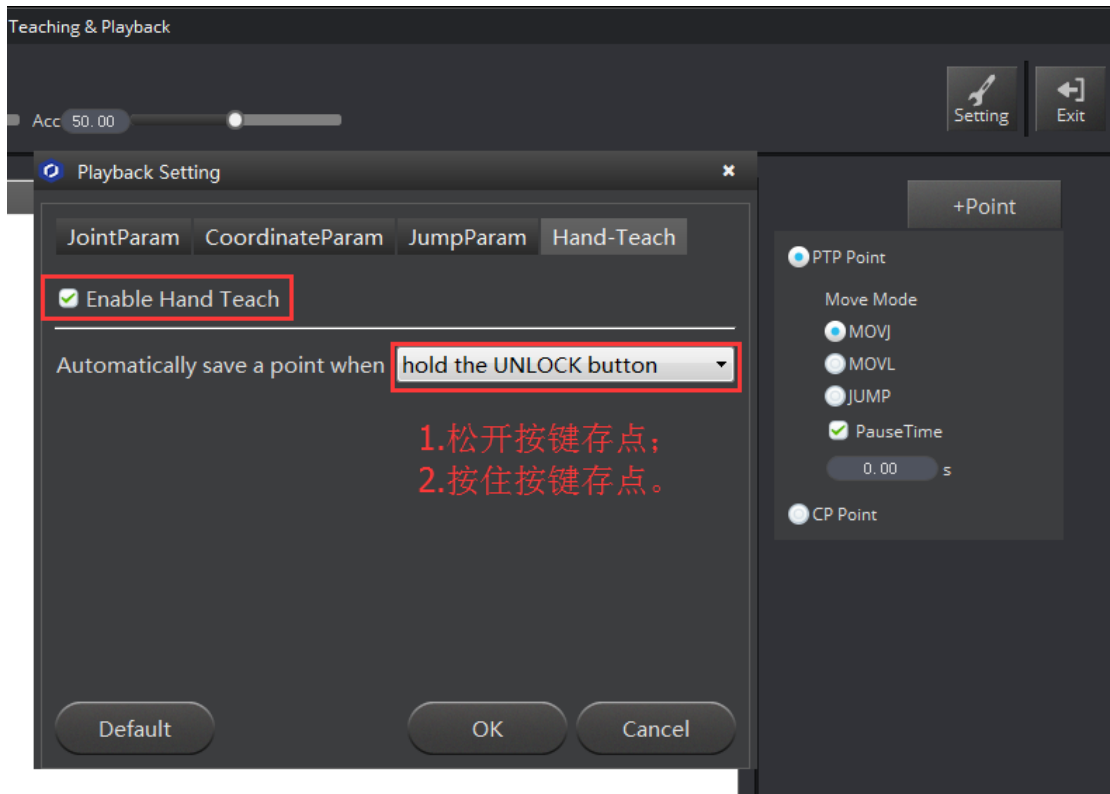 Teaching & Playback
Acc 50.00
Setting
Exit
Playback Setting
+Point
JointParam CoordinateParam JumpParam Hand-Teach
PTP Point
Enable Hand Teach
Move Mode
MOVJ
Automatically save a point when hold the UNLOCK button
MOVL
JUMP
1.松开按键存点；
PauseTime
2.按住按键存点。
0.00 s
CP Point
Default OK Cancel